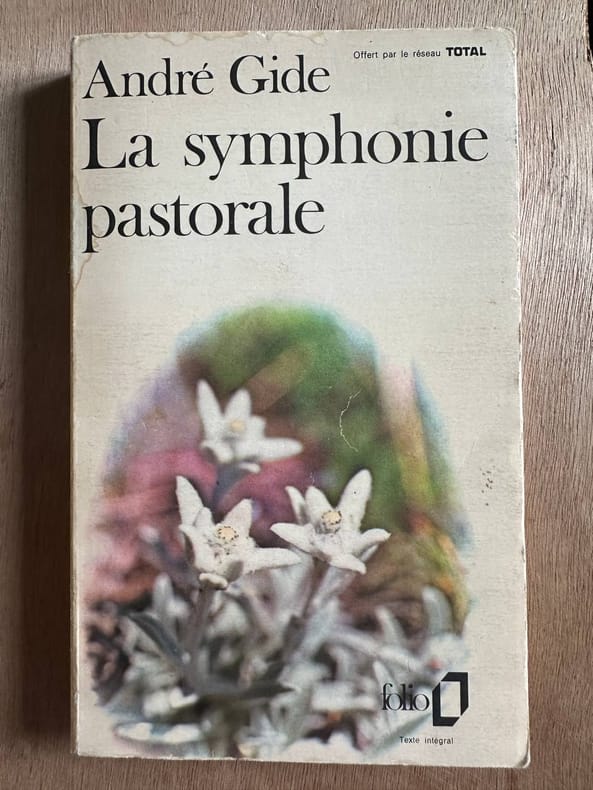 Offert par le réseau TOTAL
André Gide
La symphonie
pastorale
folio
Texte intégral